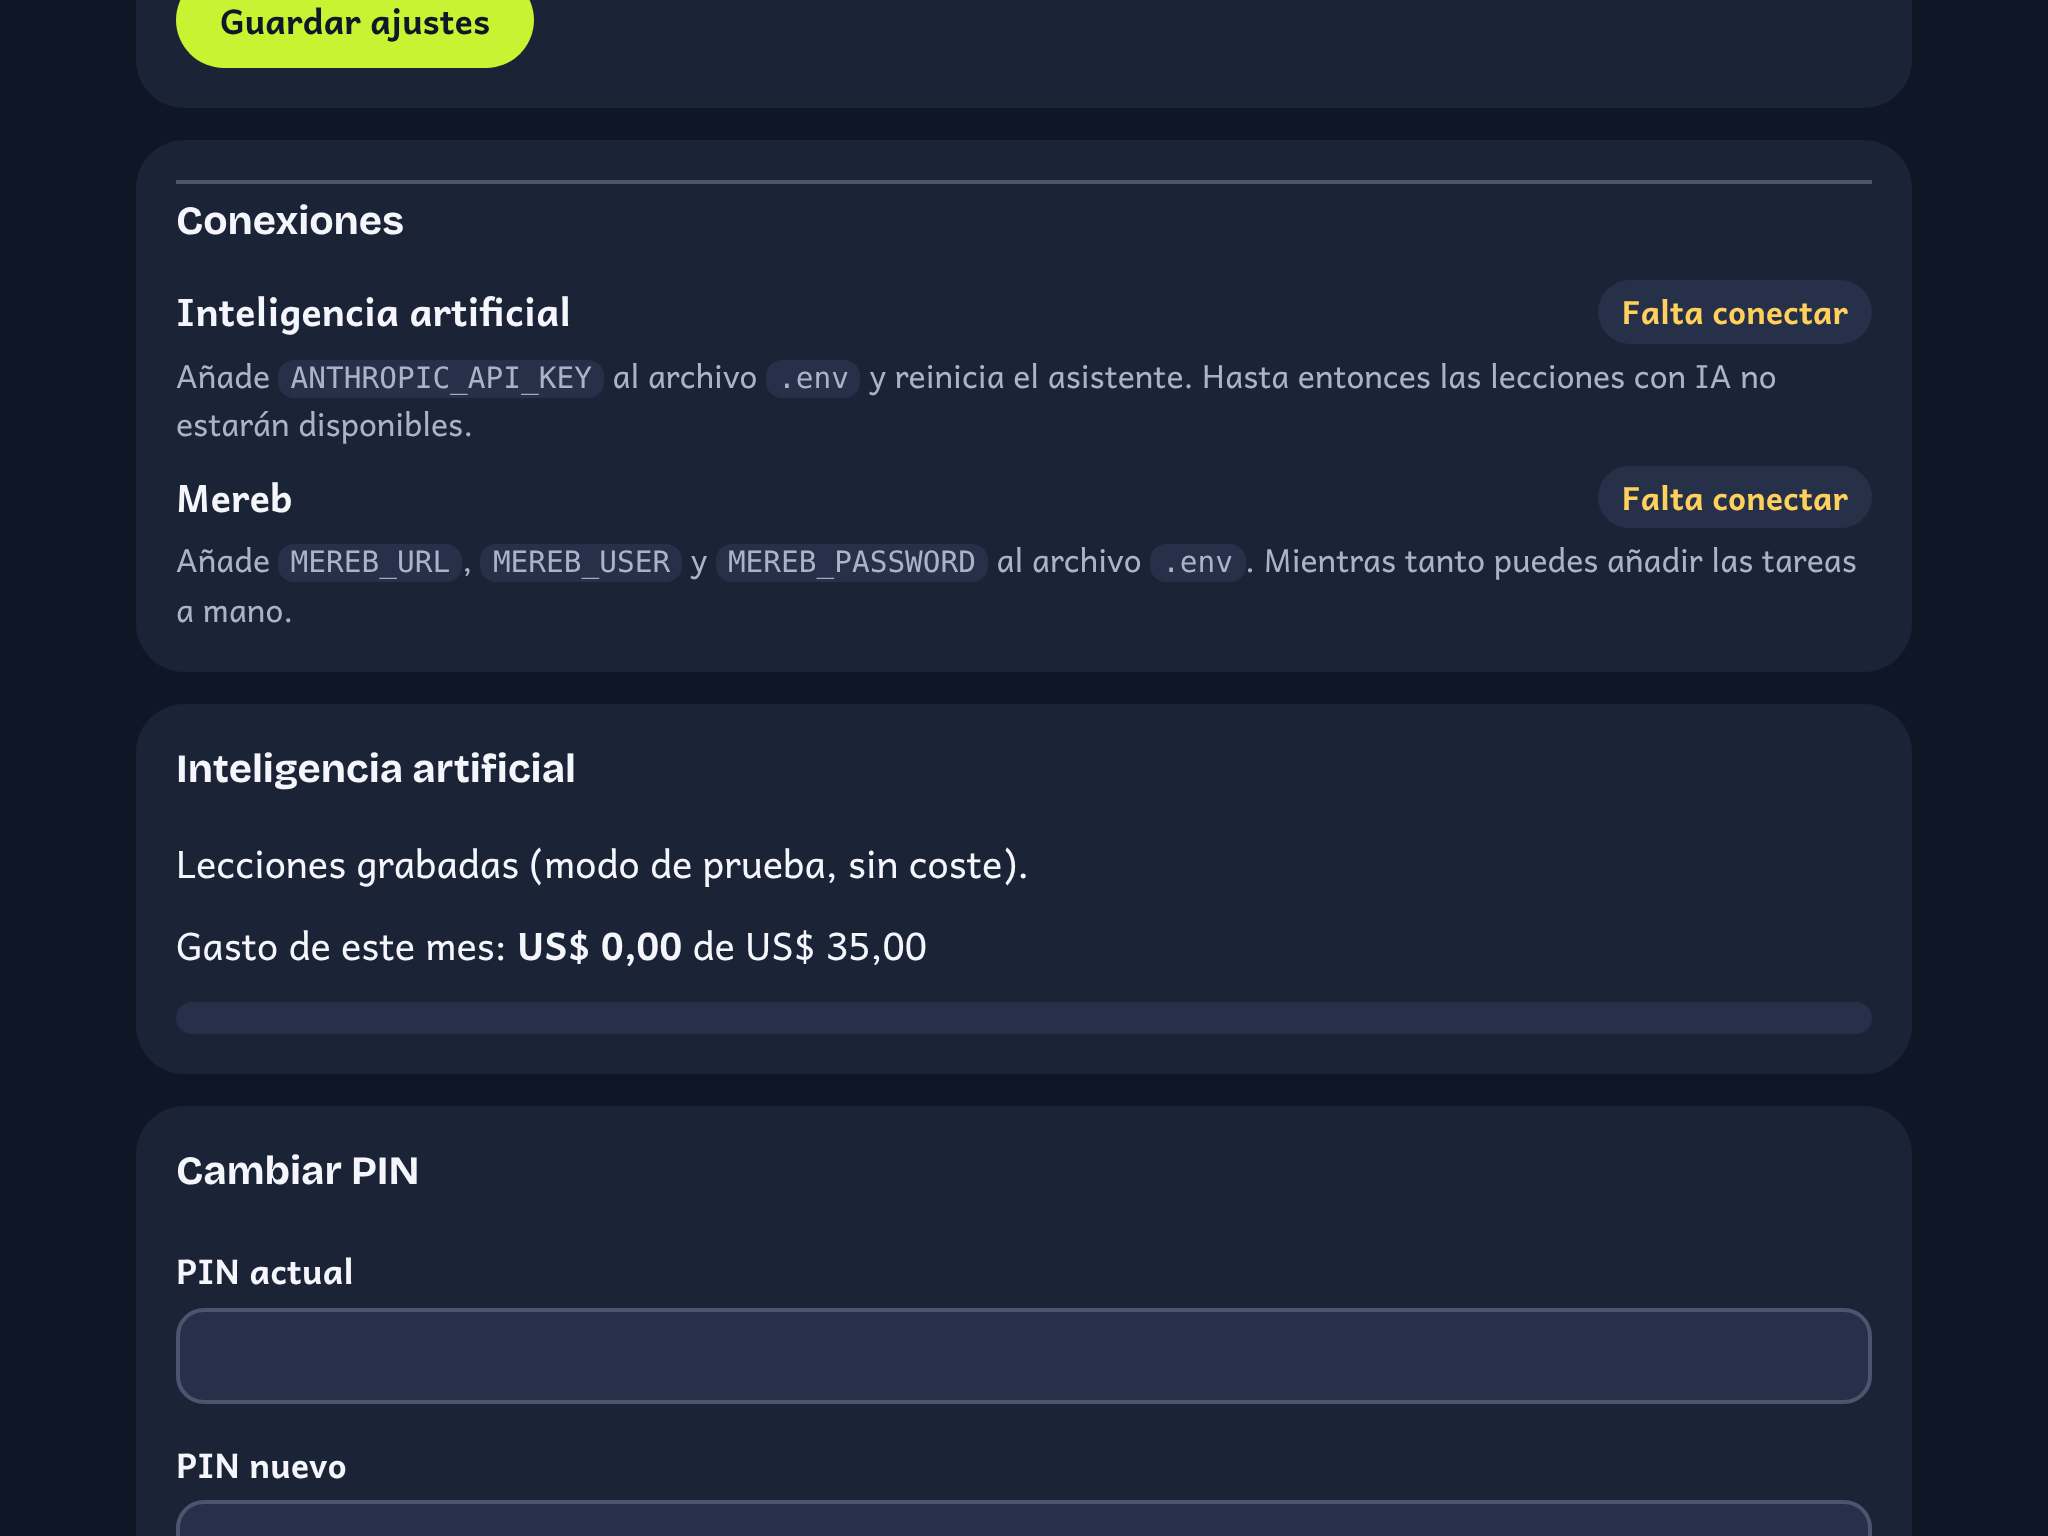 Guardar ajustes
Conexiones
Inteligencia artificial
Falta conectar
Añade ANTHROPIC_API_KEY al archivo .env y reinicia el asistente. Hasta entonces las lecciones con IA no
estarán disponibles.
Mereb
Falta conectar
Añade MEREB_URL, MEREB_USER y MEREB_PASSWORD al archivo .env. Mientras tanto puedes añadir las tareas
a mano.
Inteligencia artificial
Lecciones grabadas (modo de prueba, sin coste).
Gasto de este mes: US$ 0,00 de US$ 35,00
Cambiar PIN
PIN actual
PIN nuevo